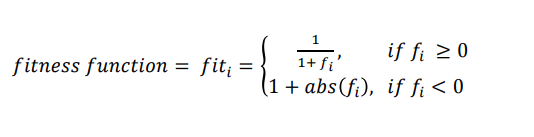 fitness function = fitᵢ = { 1/(1+ fᵢ), if fᵢ ≥ 0
1 + abs(fᵢ), if fᵢ < 0